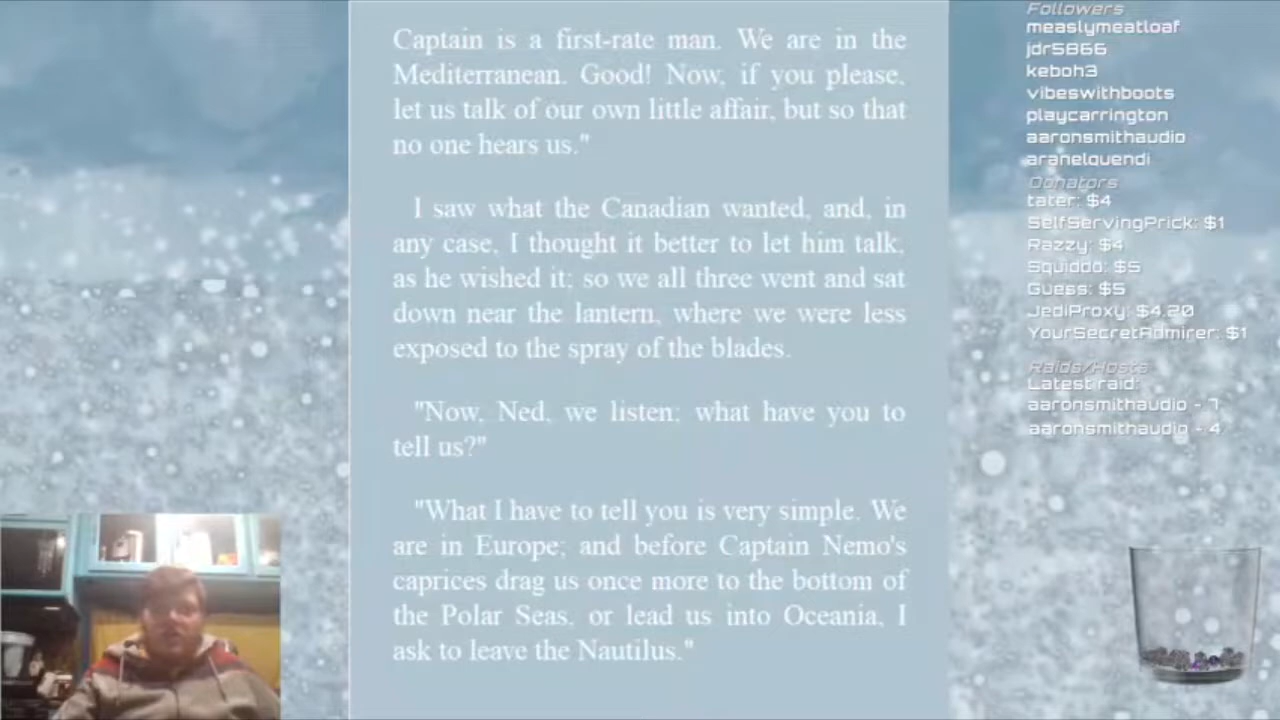 Captain is a first-rate man. We are in the
Mediterranean. Good! Now, if you please,
let us talk of our own little affair, but so that
no one hears us."
I saw what the Canadian wanted, and, in
any case, I thought it better to let him talk,
as he wished it; so we all three went and sat
down near the lantern, where we were less
exposed to the spray of the blades.
"Now, Ned, we listen; what have you to
tell us?"
"What I have to tell you is very simple. We
are in Europe; and before Captain Nemo's
caprices drag us once more to the bottom of
the Polar Seas, or lead us into Oceania, I
ask to leave the Nautilus."
Followers
measlymeatloaf
jdr5866
keboh3
vibeswithboots
playcarrington
aaronsmithaudio
aranelquendi
Donators
tater: $4
SelfServingPrick: $1
Razzy: $4
Squiddo: $5
Guess: $5
JediProxy: $4.20
YourSecretAdmirer: $1
Raids/Hosts
Latest raid:
aaronsmithaudio - 7
aaronsmithaudio - 4